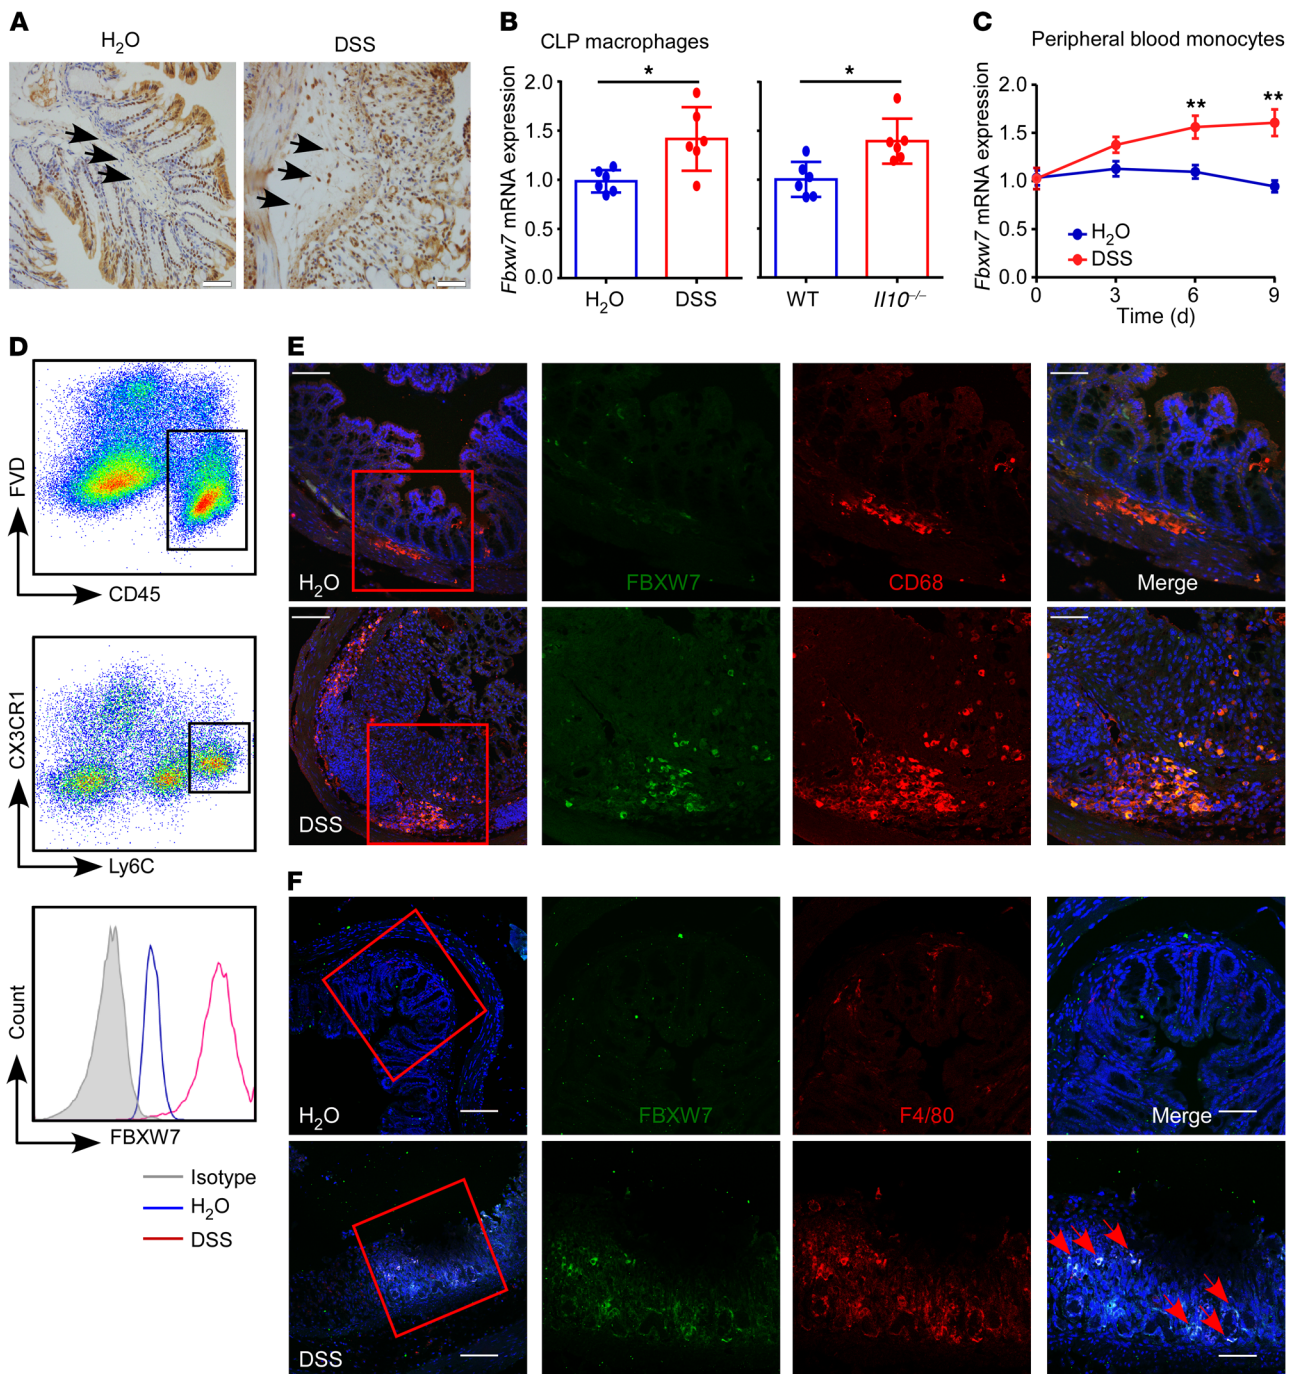 A
H₂O
DSS
B
CLP macrophages
Fbxw7 mRNA expression
2.0
1.5
1.0
0.5
0.0
*
*
H₂O
DSS
WT
Il10⁻/⁻
C
Peripheral blood monocytes
Fbxw7 mRNA expression
2.0
1.5
1.0
0.5
0.0
**
**
H₂O
DSS
0
3
6
9
Time (d)
D
FVD
CD45
CX3CR1
Ly6C
Count
FBXW7
Isotype
H₂O
DSS
E
H₂O
FBXW7
CD68
Merge
DSS
F
H₂O
FBXW7
F4/80
Merge
DSS